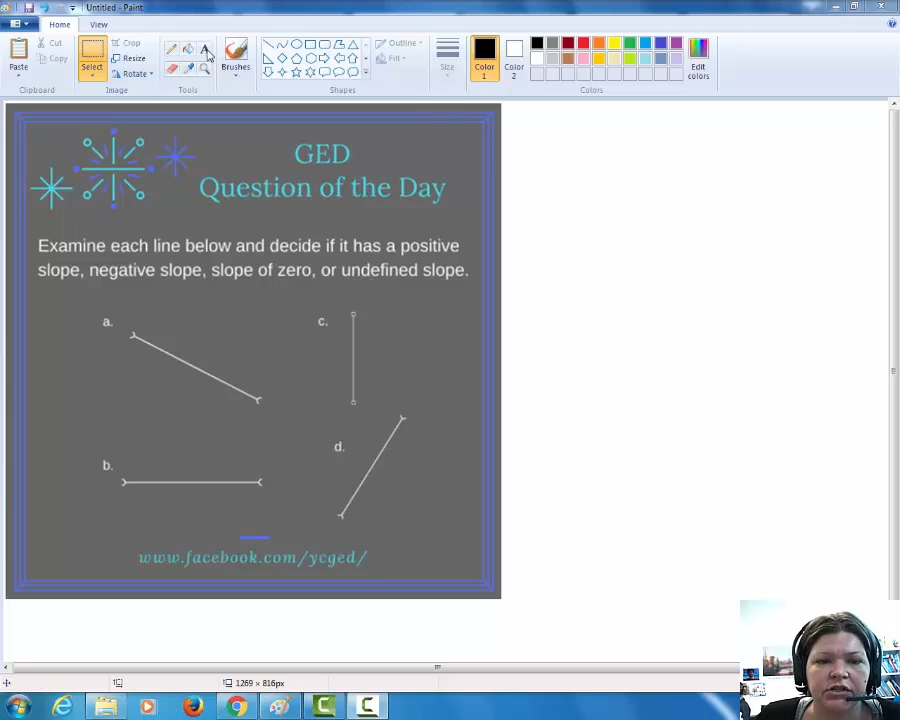 Untitled - Paint
Home
View
Paste
Cut
Copy
Clipboard
Select
Crop
Resize
Rotate
Image
A
Tools
Brushes
Shapes
Outline
Fill
Size
Color 1
Color 2
Edit colors
Colors
GED
Question of the Day
Examine each line below and decide if it has a positive
slope, negative slope, slope of zero, or undefined slope.
a.
c.
b.
d.
www.facebook.com/ycged/
1269 × 816px